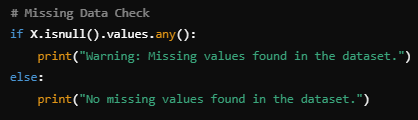 # Missing Data Check
if X.isnull().values.any():
    print("Warning: Missing values found in the dataset.")
else:
    print("No missing values found in the dataset.")